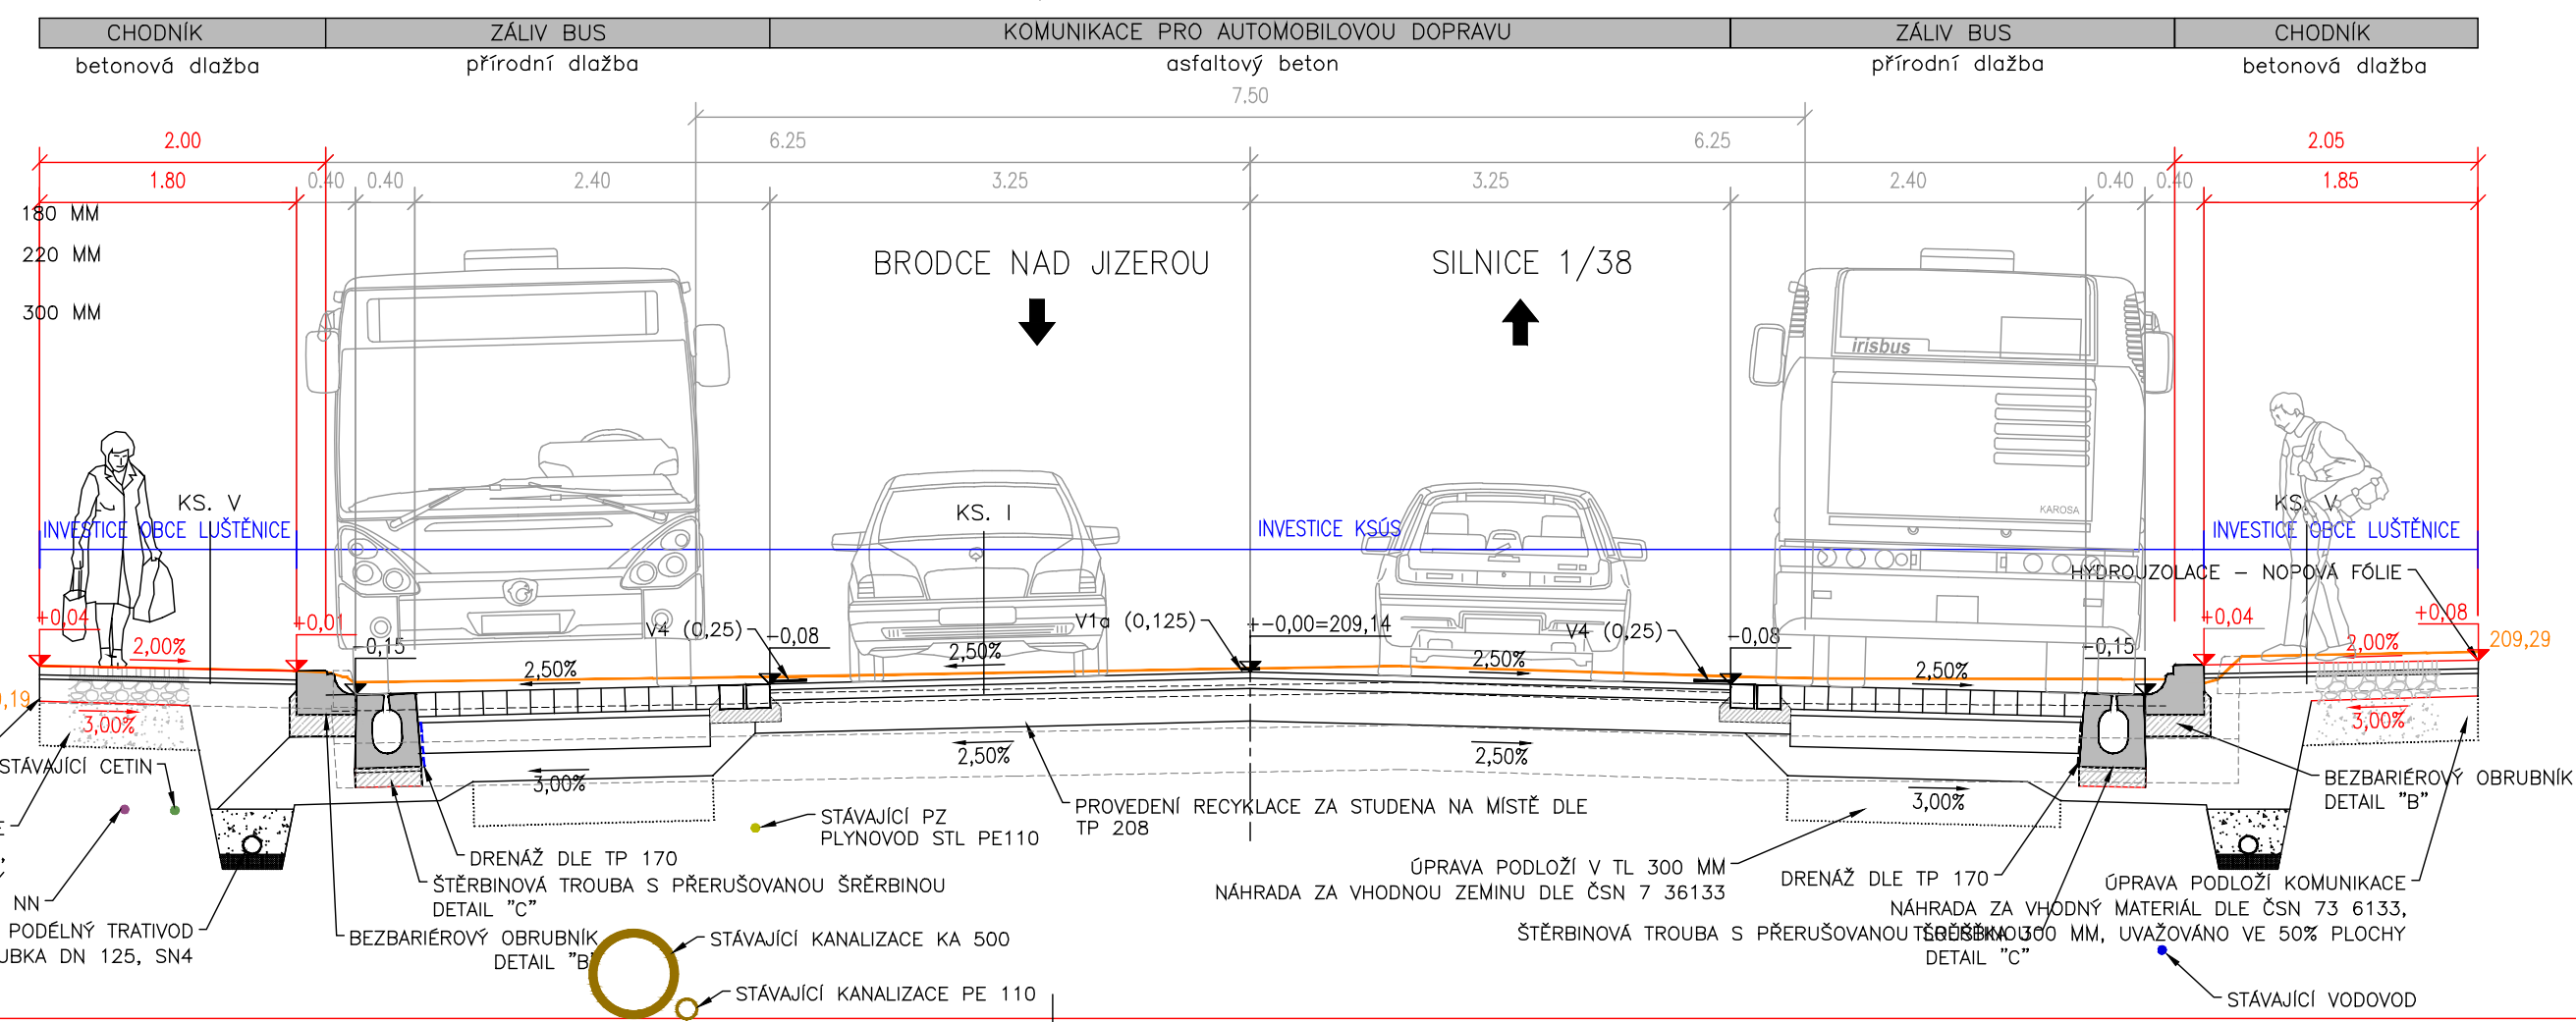 CHODNÍK
ZÁLIV BUS
KOMUNIKACE PRO AUTOMOBILOVOU DOPRAVU
ZÁLIV BUS
CHODNÍK
betonová dlažba
přírodní dlažba
asfaltový beton
přírodní dlažba
betonová dlažba
7.50
2.00
6.25
6.25
2.05
1.80
0.40
0.40
2.40
3.25
3.25
2.40
0.40
0.40
1.85
180 MM
220 MM
300 MM
BRODCE NAD JIZEROU
SILNICE 1/38
irisbus
KAROSA
KS. V
KS. I
KS. V
INVESTICE OBCE LUŠTĚNICE
INVESTICE KSÚS
INVESTICE OBCE LUŠTĚNICE
HYDROUZOLACE – NOPOVÁ FÓLIE
+0,04
+0,01
-0,15
V4 (0,25)
-0,08
V1a (0,125)
+-0,00=209,14
V4 (0,25)
-0,08
-0,15
+0,04
+0,08
209,29
2,00%
2,50%
2,50%
2,50%
2,50%
2,00%
3,00%
3,00%
2,50%
2,50%
3,00%
3,00%
STÁVAJÍCÍ CETIN
NN
PODÉLNÝ TRATIVOD
DN 125, SN4
DRENÁŽ DLE TP 170
ŠTĚRBINOVÁ TROUBA S PŘERUŠOVANOU ŠRĚRBINOU
DETAIL "C"
BEZBARIÉROVÝ OBRUBNÍK
DETAIL "B"
STÁVAJÍCÍ PZ
PLYNOVOD STL PE110
STÁVAJÍCÍ KANALIZACE KA 500
STÁVAJÍCÍ KANALIZACE PE 110
PROVEDENÍ RECYKLACE ZA STUDENA NA MÍSTĚ DLE
TP 208
ÚPRAVA PODLOŽÍ V TL 300 MM
NÁHRADA ZA VHODNOU ZEMINU DLE ČSN 7 36133
DRENÁŽ DLE TP 170
ŠTĚRBINOVÁ TROUBA S PŘERUŠOVANOU
DETAIL "C"
BEZBARIÉROVÝ OBRUBNÍK
DETAIL "B"
ÚPRAVA PODLOŽÍ KOMUNIKACE
NÁHRADA ZA VHODNÝ MATERIÁL DLE ČSN 73 6133,
300 MM, UVAŽOVÁNO VE 50% PLOCHY
STÁVAJÍCÍ VODOVOD